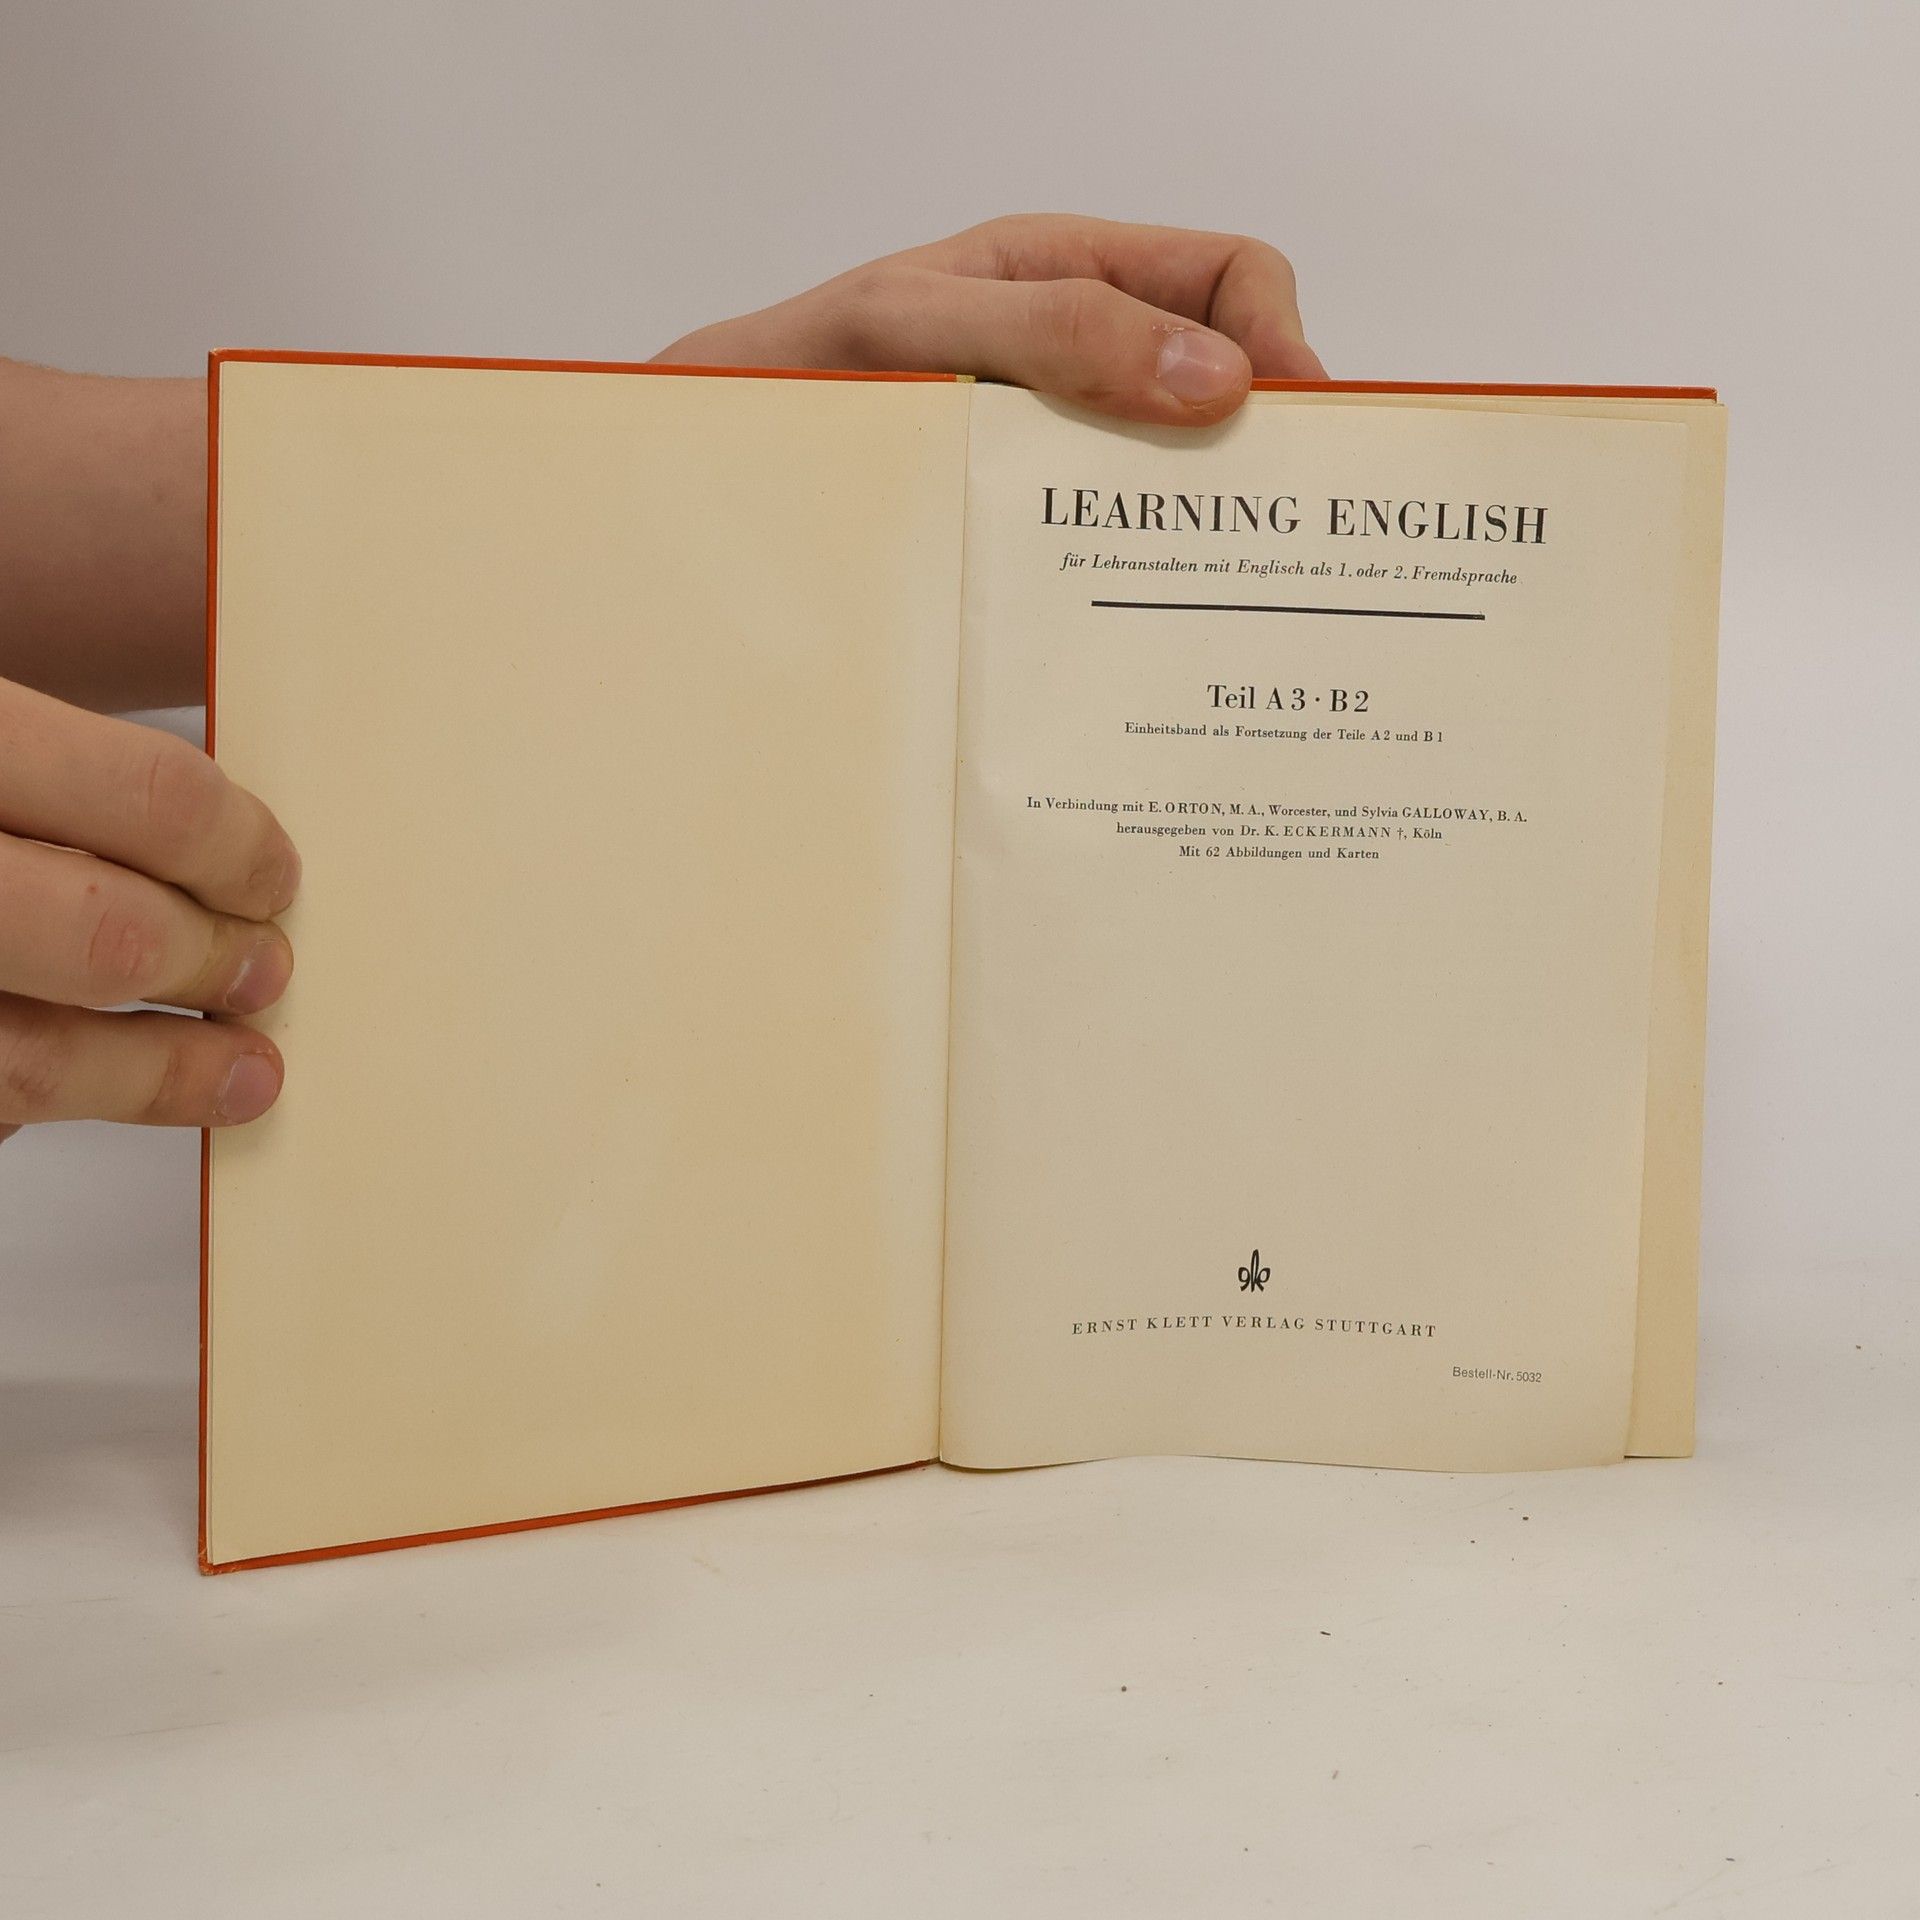 LEARNING ENGLISH
für Lehranstalten mit Englisch als 1. oder 2. Fremdsprache
Teil A 3 · B 2
Einheitsband als Fortsetzung der Teile A 2 und B 1
In Verbindung mit E. ORTON, M. A., Worcester, und Sylvia GALLOWAY, B. A.
herausgegeben von Dr. K. ECKERMANN †, Köln
Mit 62 Abbildungen und Karten
ERNST KLETT VERLAG STUTTGART
Bestell-Nr. 5032